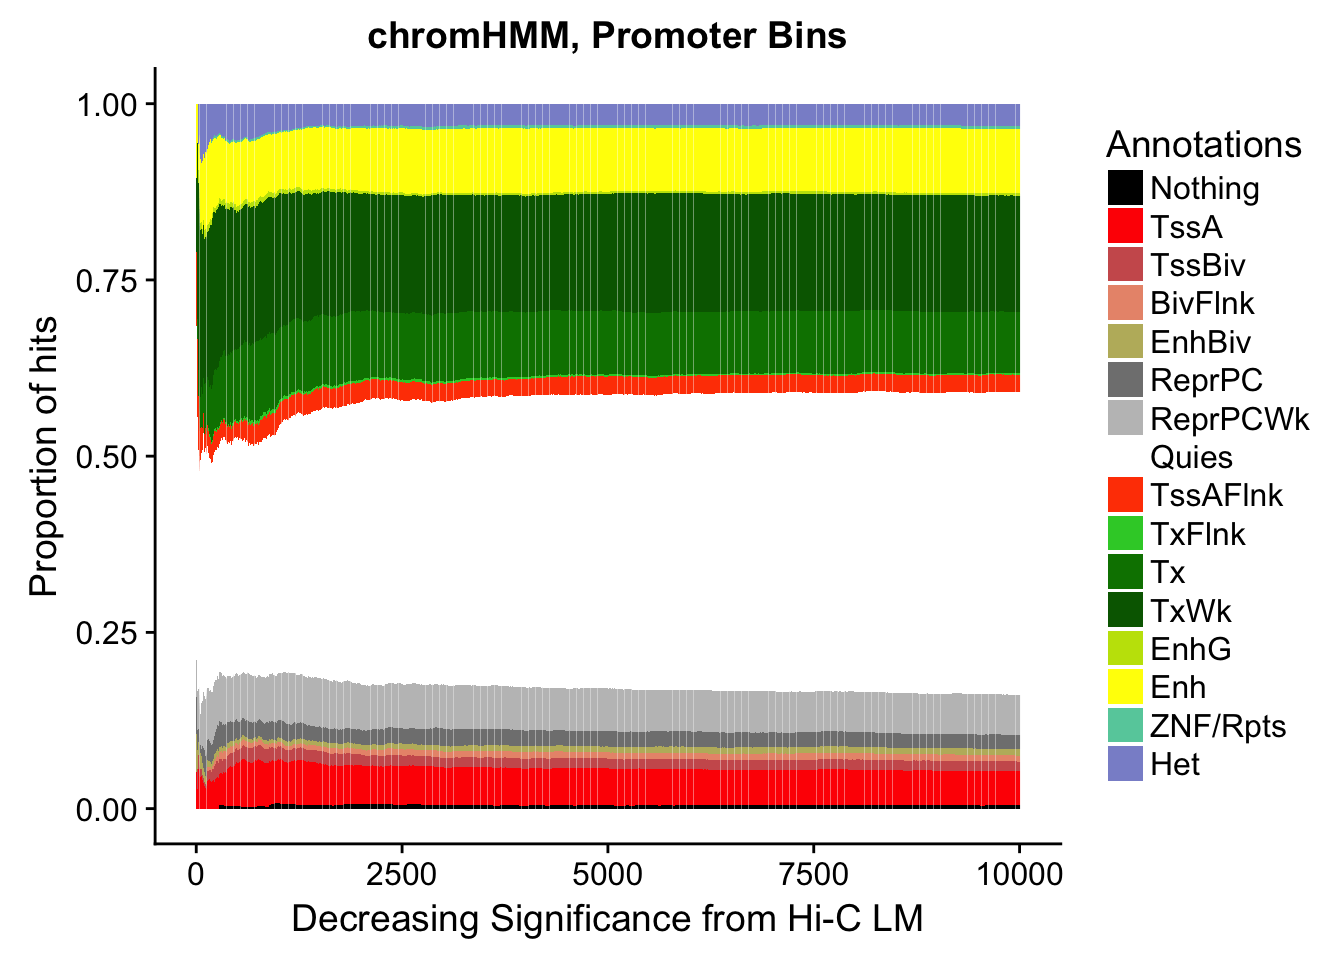 chromHMM, Promoter Bins
Proportion of hits
1.00
0.75
0.50
0.25
0.00
0
2500
5000
7500
10000
Decreasing Significance from Hi-C LM
Annotations
Nothing
TssA
TssBiv
BivFlnk
EnhBiv
ReprPC
ReprPCWk
Quies
TssAFlnk
TxFlnk
Tx
TxWk
EnhG
Enh
ZNF/Rpts
Het